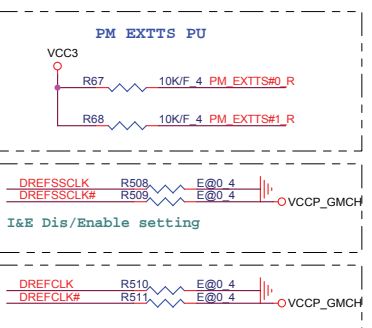 PM EXTTS PU
VCC3
R67 10K/F_4 PM_EXTTS#0_R
R68 10K/F_4 PM_EXTTS#1_R
DREFSSCLK R508 E@0_4
DREFSSCLK# R509 E@0_4
VCCP_GMCH
I&E Dis/Enable setting
DREFCLK R510 E@0_4
DREFCLK# R511 E@0_4
VCCP_GMCH